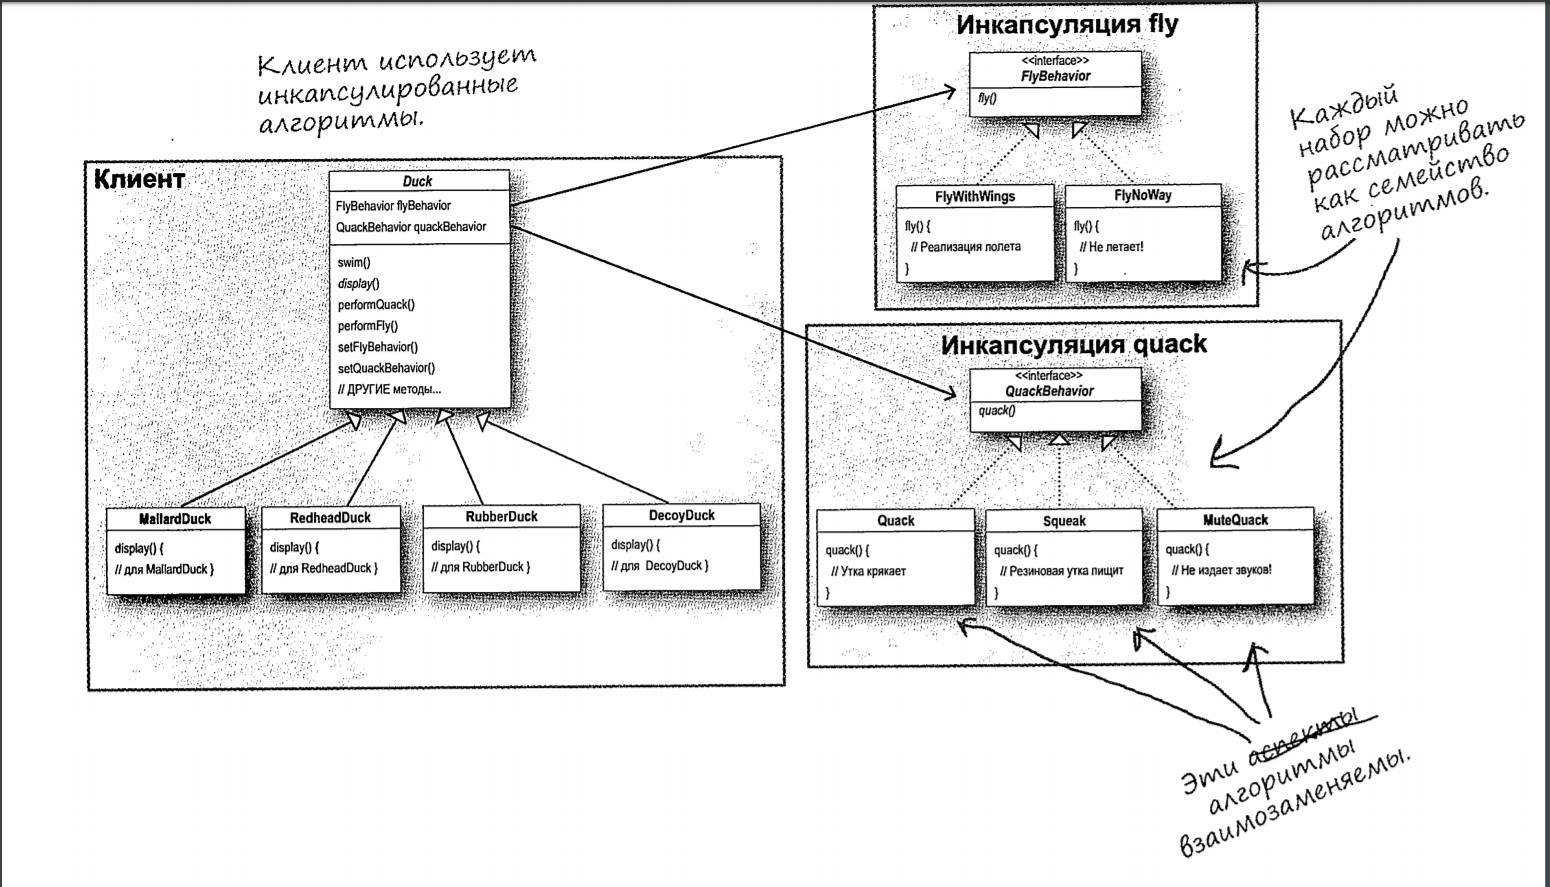 Клиент использует
инкапсулированные
алгоритмы.
Клиент
Duck
FlyBehavior flyBehavior
QuackBehavior quackBehavior
swim()
display()
performQuack()
performFly()
setFlyBehavior()
setQuackBehavior()
// ДРУГИЕ методы...
MallardDuck
display() {
// для MallardDuck }
RedheadDuck
display() {
// для RedheadDuck }
RubberDuck
display() {
// для RubberDuck }
DecoyDuck
display() {
// для DecoyDuck }
Инкапсуляция fly
<<interface>>
FlyBehavior
fly()
FlyWithWings
fly() {
// Реализация полета
}
FlyNoWay
fly() {
// Не летает!
}
Каждый
набор можно
рассматривать
как семейство
алгоритмов.
Инкапсуляция quack
<<interface>>
QuackBehavior
quack()
Quack
quack() {
// Утка крякает
}
Squeak
quack() {
// Резиновая утка пищит
}
MuteQuack
quack() {
// Не издает звуков!
}
Эти аспекты
алгоритмы
взаимозаменяемы.